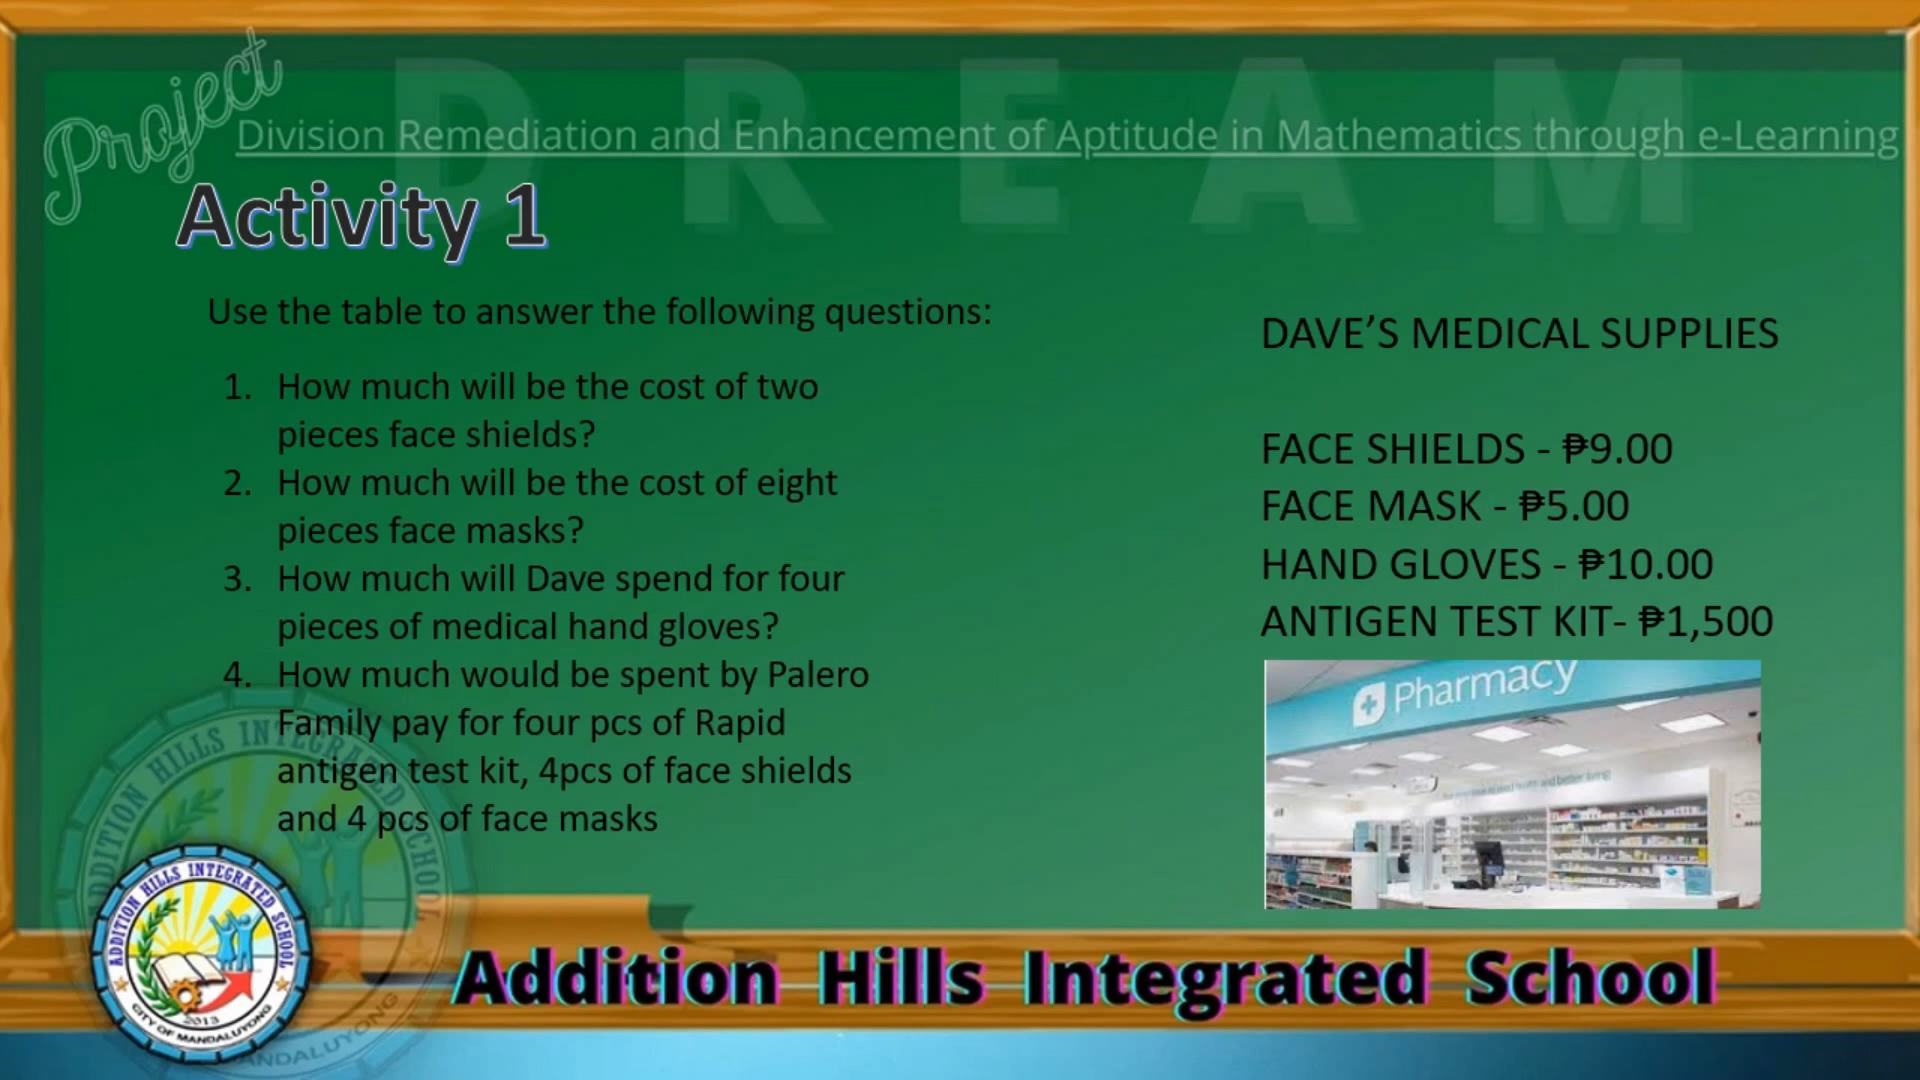 Project
D R E A M
Division Remediation and Enhancement of Aptitude in Mathematics through e-Learning
Activity 1
Use the table to answer the following questions:
1. How much will be the cost of two
pieces face shields?
2. How much will be the cost of eight
pieces face masks?
3. How much will Dave spend for four
pieces of medical hand gloves?
4. How much would be spent by Palero
Family pay for four pcs of Rapid
antigen test kit, 4pcs of face shields
and 4 pcs of face masks
DAVE’S MEDICAL SUPPLIES
FACE SHIELDS - ₱9.00
FACE MASK - ₱5.00
HAND GLOVES - ₱10.00
ANTIGEN TEST KIT- ₱1,500
Pharmacy
ADDITION HILLS INTEGRATED SCHOOL
MANDALUYONG
ADDITION HILLS INTEGRATED SCHOOL
2013
CITY OF MANDALUYONG
Addition Hills Integrated School